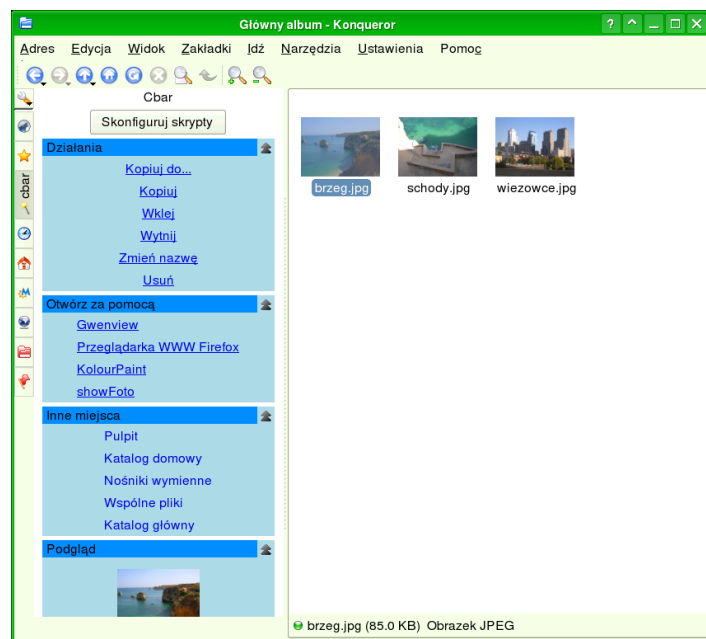 Główny album - Konqueror
Adres Edycja Widok Zakładki Idź Narzędzia Ustawienia Pomoc
Cbar
Skonfiguruj skrypty
cbar
Działania
Kopiuj do...
Kopiuj
Wklej
Wytnij
Zmień nazwę
Usuń
Otwórz za pomocą
Gwenview
Przeglądarka WWW Firefox
KolourPaint
showFoto
Inne miejsca
Pulpit
Katalog domowy
Nośniki wymienne
Wspólne pliki
Katalog główny
Podgląd
brzeg.jpg schody.jpg wiezowce.jpg
brzeg.jpg (85.0 KB) Obrazek JPEG